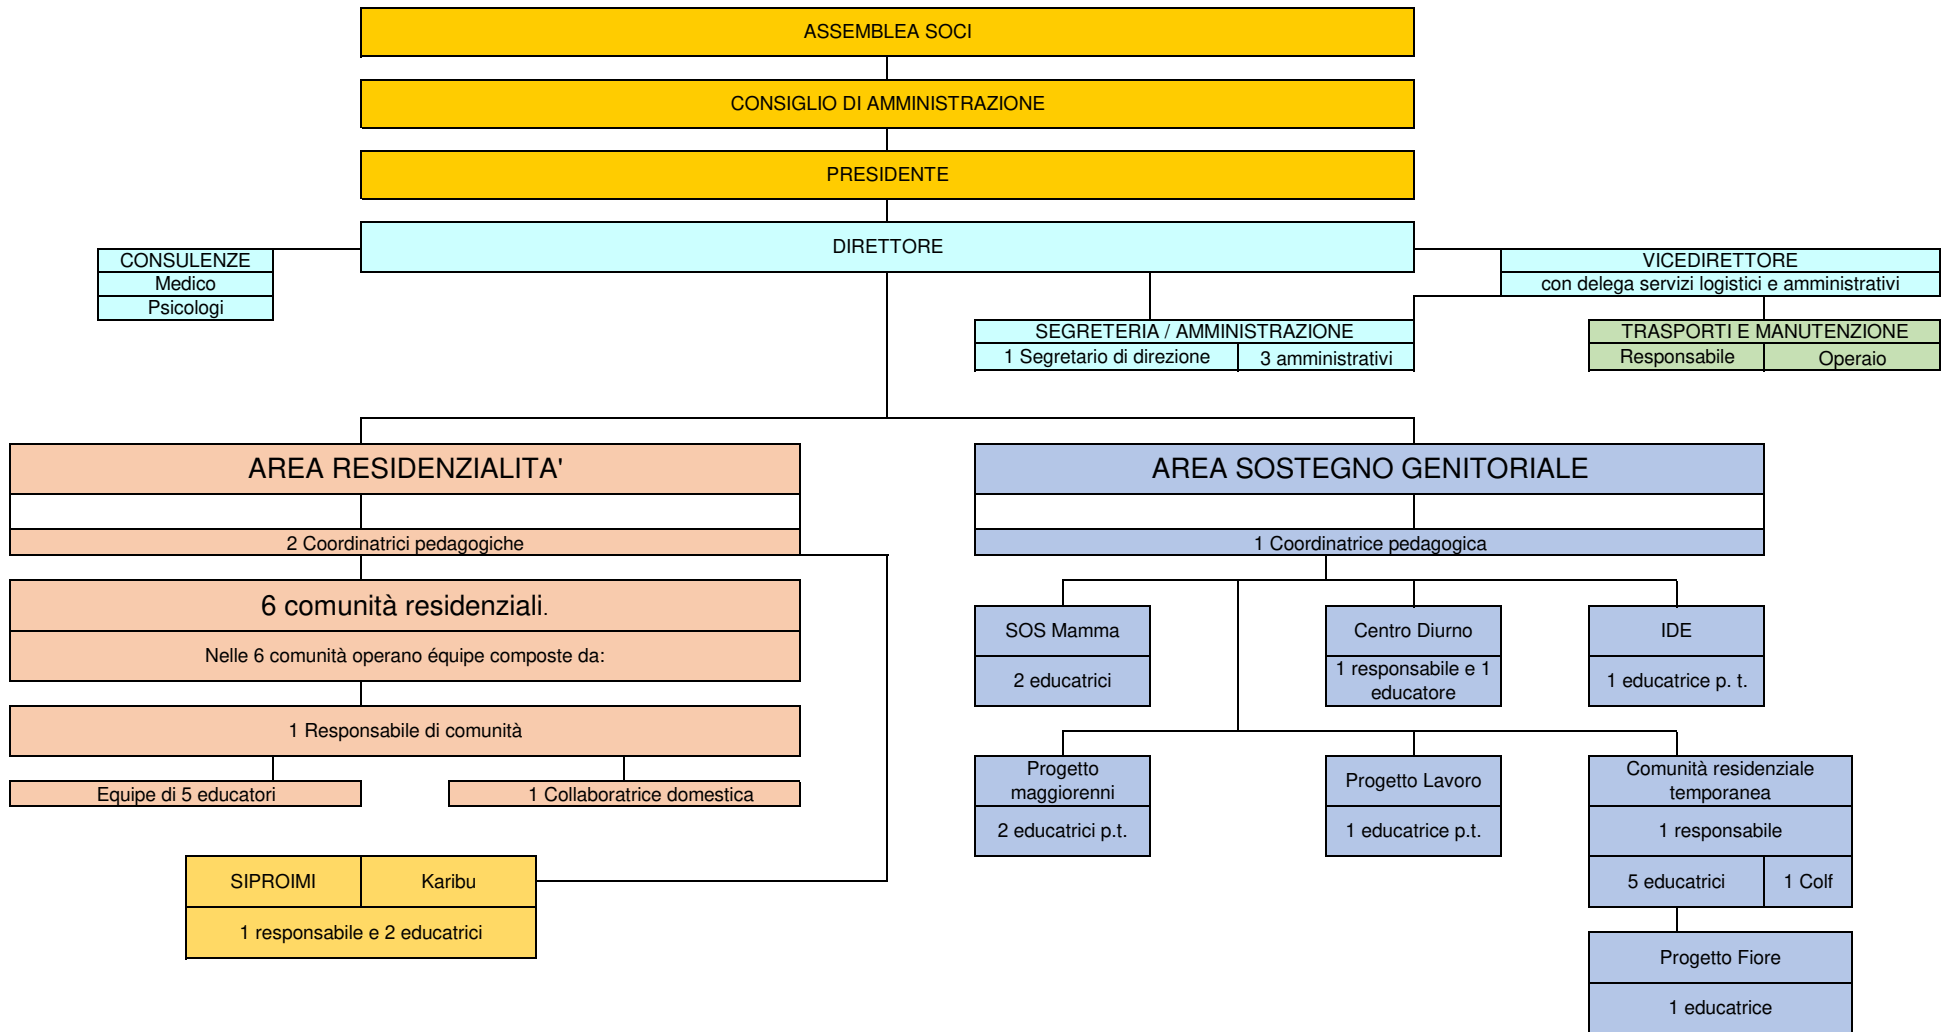 ASSEMBLEA SOCI
CONSIGLIO DI AMMINISTRAZIONE
PRESIDENTE
DIRETTORE
CONSULENZE
Medico
Psicologi
VICEDIRETTORE
con delega servizi logistici e amministrativi
SEGRETERIA / AMMINISTRAZIONE
1 Segretario di direzione
3 amministrativi
TRASPORTI E MANUTENZIONE
Responsabile
Operaio
AREA RESIDENZIALITA'
2 Coordinatrici pedagogiche
6 comunità residenziali.
Nelle 6 comunità operano équipe composte da:
1 Responsabile di comunità
Equipe di 5 educatori
1 Collaboratrice domestica
SIPROIMI
Karibu
1 responsabile e 2 educatrici
AREA SOSTEGNO GENITORIALE
1 Coordinatrice pedagogica
SOS Mamma
2 educatrici
Centro Diurno
1 responsabile e 1
educatore
IDE
1 educatrice p. t.
Progetto
maggiorenni
2 educatrici p.t.
Progetto Lavoro
1 educatrice p.t.
Comunità residenziale
temporanea
1 responsabile
5 educatrici
1 Colf
Progetto Fiore
1 educatrice